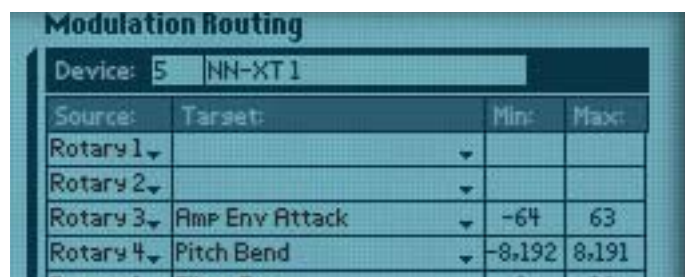 Modulation Routing
Device: 5 NN-XT 1
Source: Target: Min: Max:
Rotary 1
Rotary 2
Rotary 3 Amp Env Attack -64 63
Rotary 4 Pitch Bend -8,192 8,191